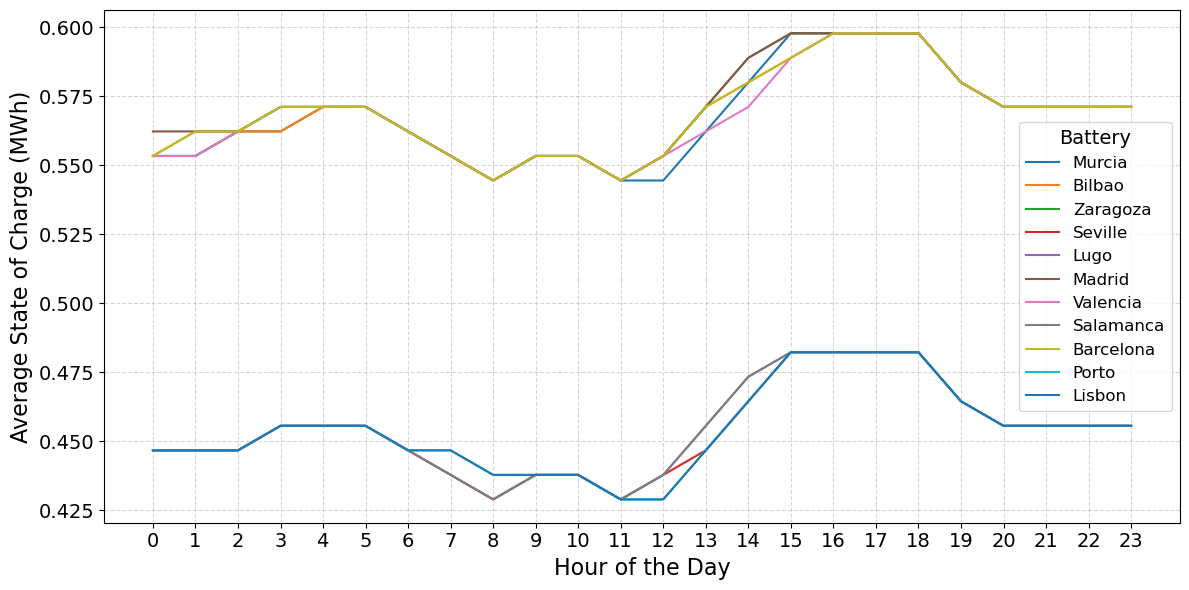 Average State of Charge (MWh)
0.600
0.575
0.550
0.525
0.500
0.475
0.450
0.425
Battery
Murcia
Bilbao
Zaragoza
Seville
Lugo
Madrid
Valencia
Salamanca
Barcelona
Porto
Lisbon
0 1 2 3 4 5 6 7 8 9 10 11 12 13 14 15 16 17 18 19 20 21 22 23
Hour of the Day